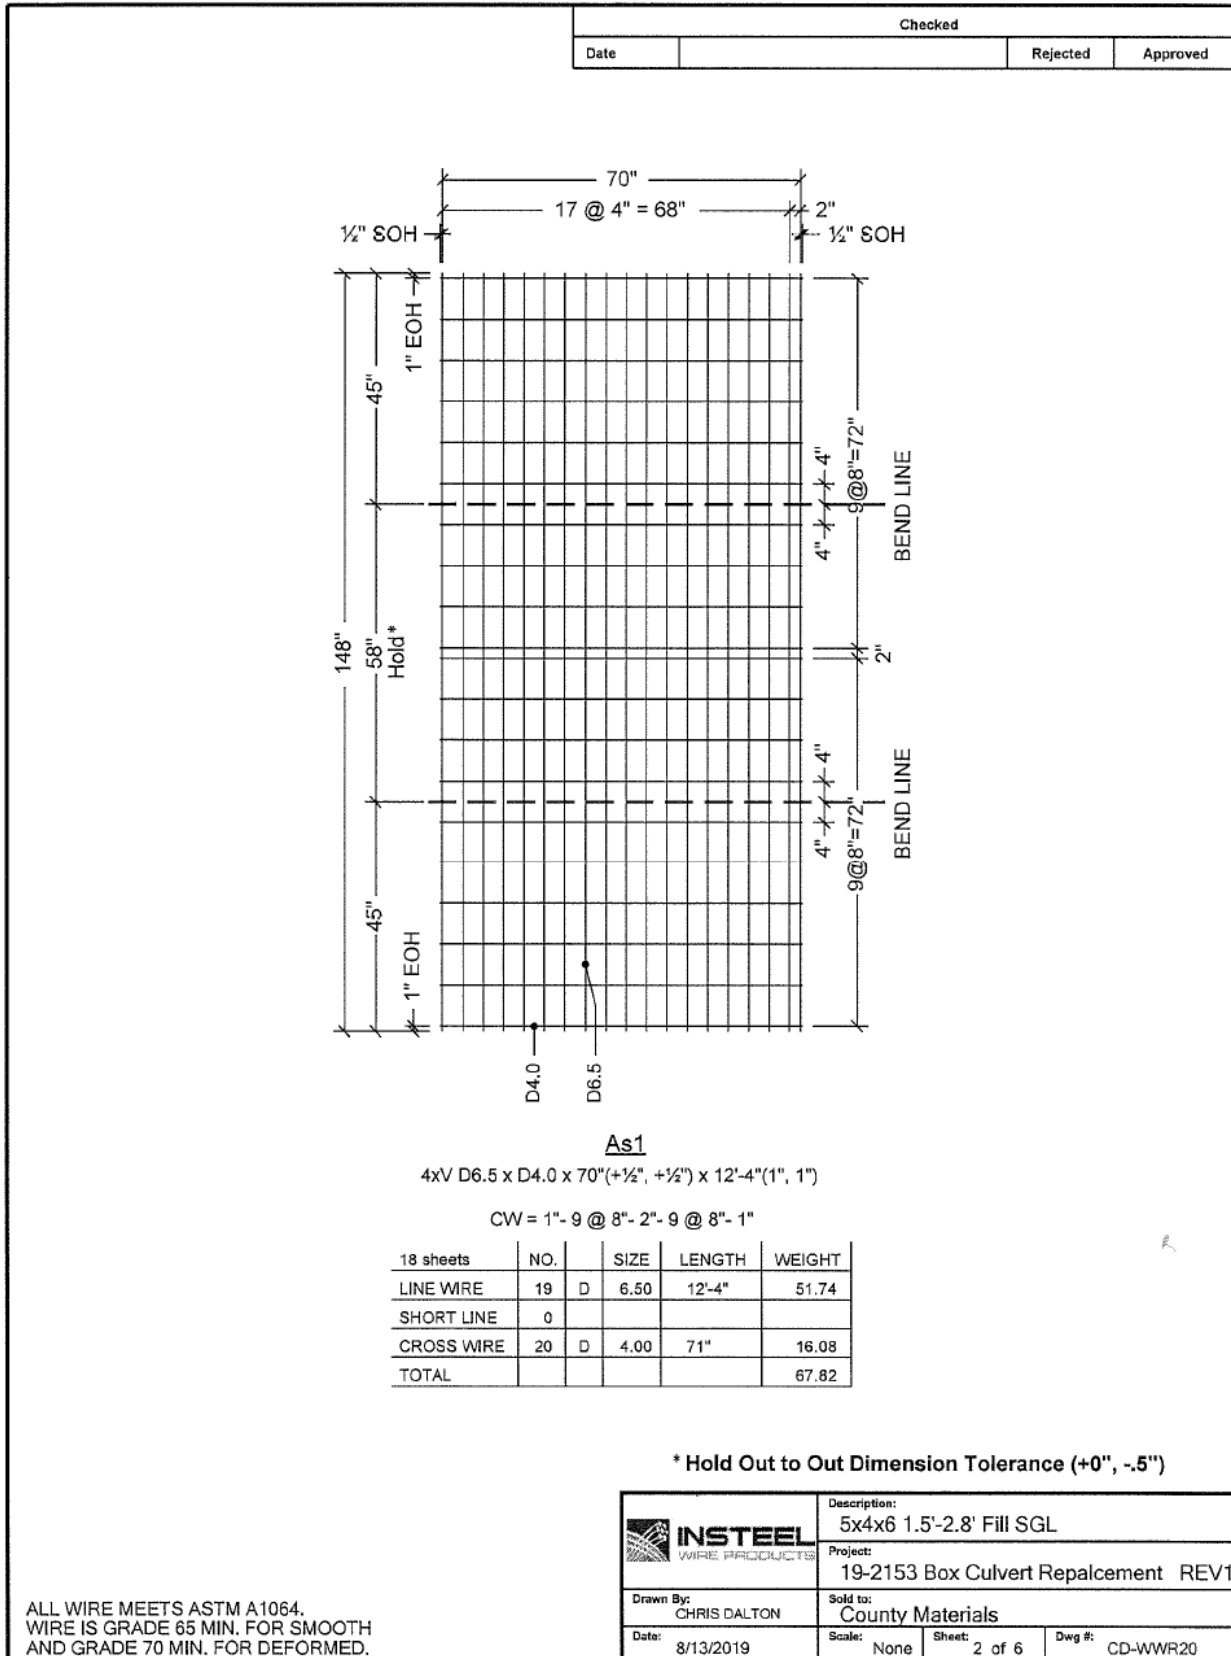 Checked
Date Rejected Approved
70"
17 @ 4" = 68" 2"
½" SOH ½" SOH
1" EOH
45"
4"
9@8"=72"
BEND LINE
4"
148"
58"
Hold*
2"
4"
BEND LINE
4"
9@8"=72"
45"
1" EOH
D4.0
D6.5
As1
4xV D6.5 x D4.0 x 70"(+½", +½") x 12'-4"(1", 1")
CW = 1"- 9 @ 8"- 2"- 9 @ 8"- 1"
18 sheets NO. SIZE LENGTH WEIGHT
LINE WIRE 19 D 6.50 12'-4" 51.74
SHORT LINE 0
CROSS WIRE 20 D 4.00 71" 16.08
TOTAL 67.82
* Hold Out to Out Dimension Tolerance (+0", -.5")
INSTEEL
WIRE PRODUCTS
Description:
5x4x6 1.5'-2.8' Fill SGL
Project:
19-2153 Box Culvert Repalcement REV1
Drawn By:
CHRIS DALTON
Sold to:
County Materials
Date:
8/13/2019
Scale: None
Sheet: 2 of 6
Dwg #: CD-WWR20
ALL WIRE MEETS ASTM A1064.
WIRE IS GRADE 65 MIN. FOR SMOOTH
AND GRADE 70 MIN. FOR DEFORMED.